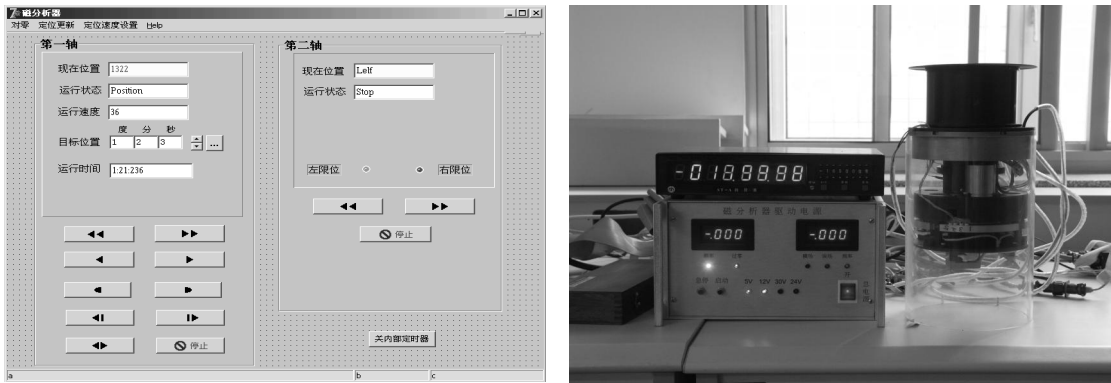 磁分析器
对零 定位更新 定位速度设置 Help
第一轴
现在位置 1322
运行状态 Position
运行速度 36
度 分 秒
目标位置 1 2 3 ...
运行时间 1:21:236
停止
第二轴
现在位置 Lelf
运行状态 Stop
左限位 右限位
停止
关内部定时器
a b c
磁分析器驱动电源
-.000 -.000
5V 12V 30V 24V